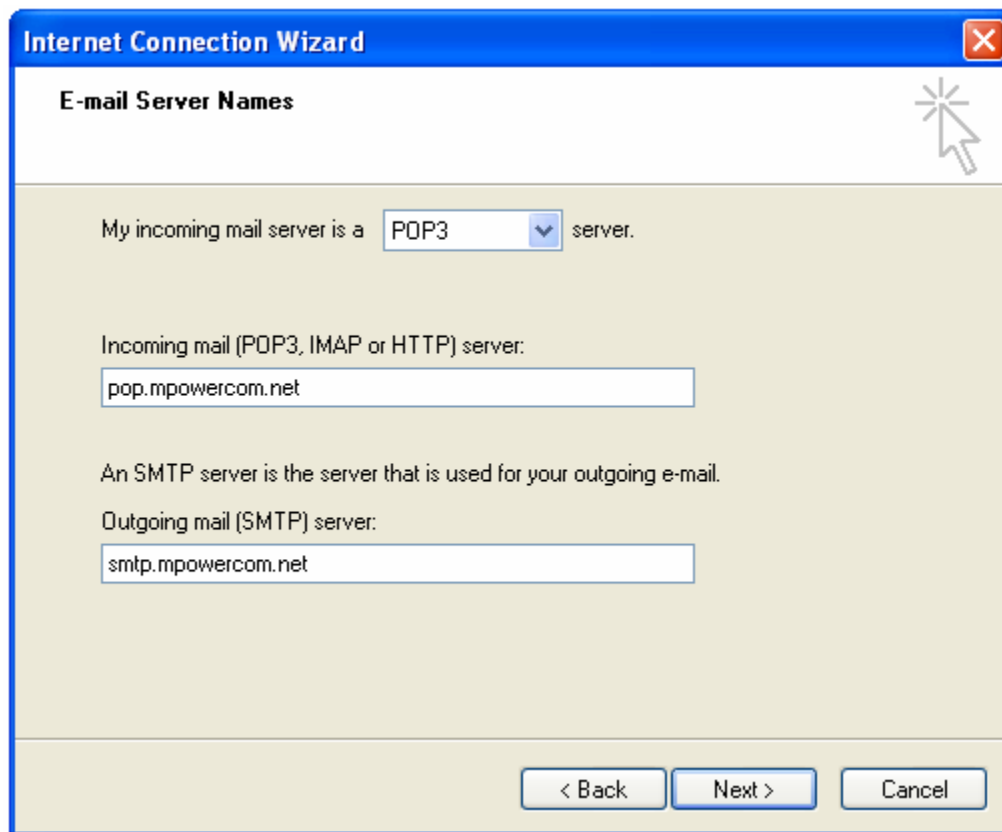 Internet Connection Wizard
E-mail Server Names
My incoming mail server is a POP3 server.
Incoming mail (POP3, IMAP or HTTP) server:
pop.mpowercom.net
An SMTP server is the server that is used for your outgoing e-mail.
Outgoing mail (SMTP) server:
smtp.mpowercom.net
< Back Next > Cancel